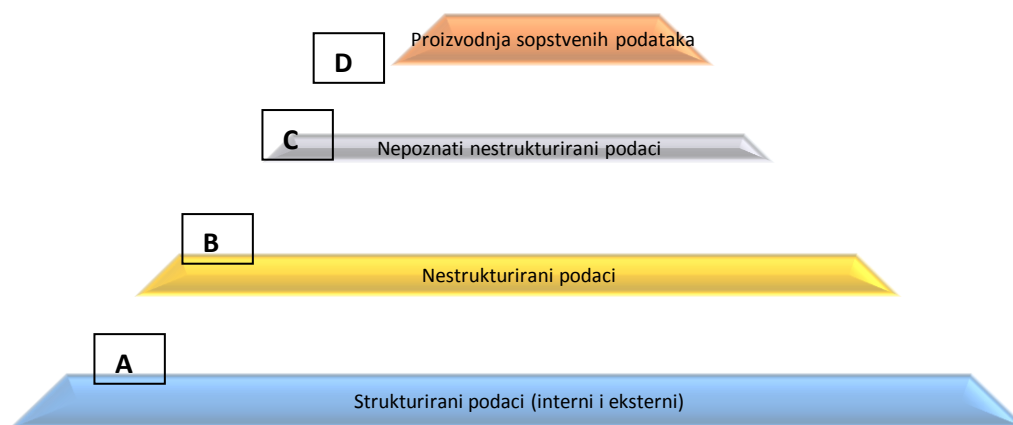 Proizvodnja sopstvenih podataka
D
C
Nepoznati nestrukturirani podaci
B
Nestrukturirani podaci
A
Strukturirani podaci (interni i eksterni)